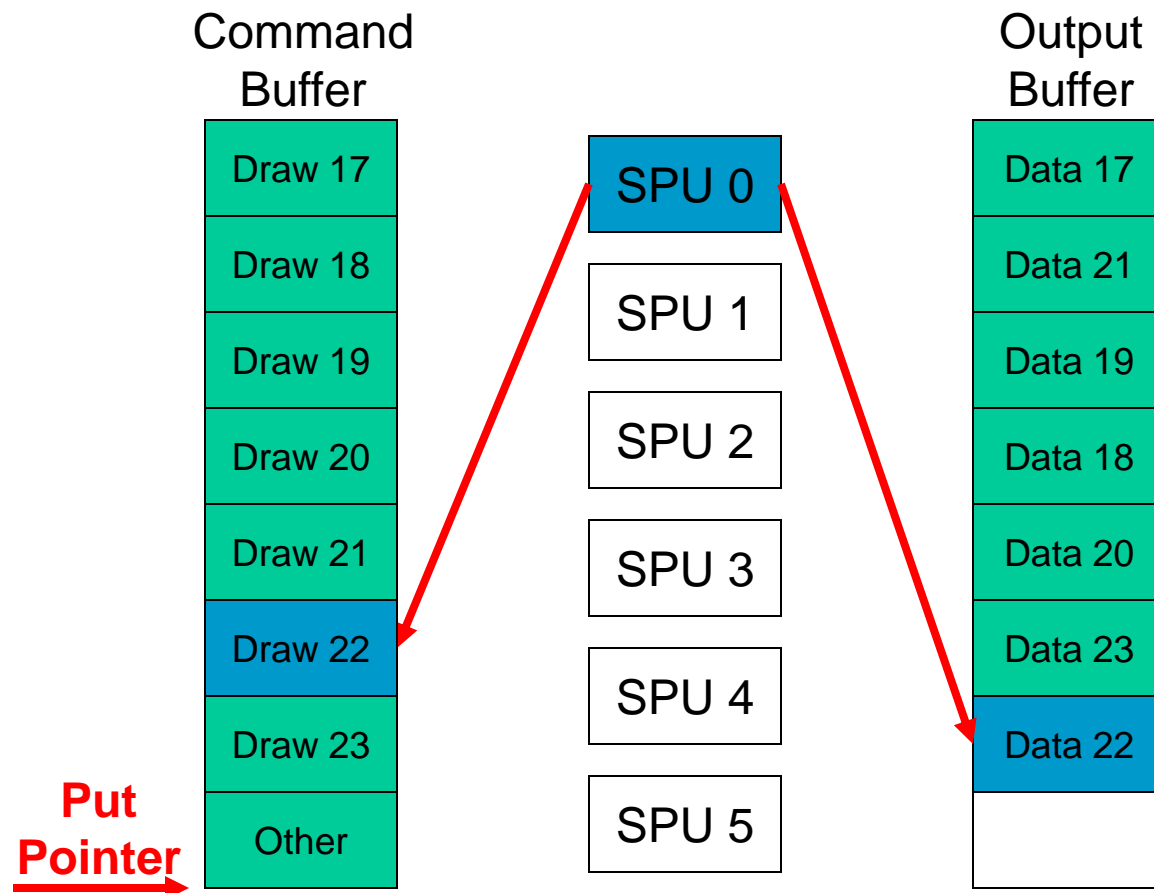 Command
Buffer
Draw 17
Draw 18
Draw 19
Draw 20
Draw 21
Draw 22
Draw 23
Other
Put
Pointer
SPU 0
SPU 1
SPU 2
SPU 3
SPU 4
SPU 5
Output
Buffer
Data 17
Data 21
Data 19
Data 18
Data 20
Data 23
Data 22